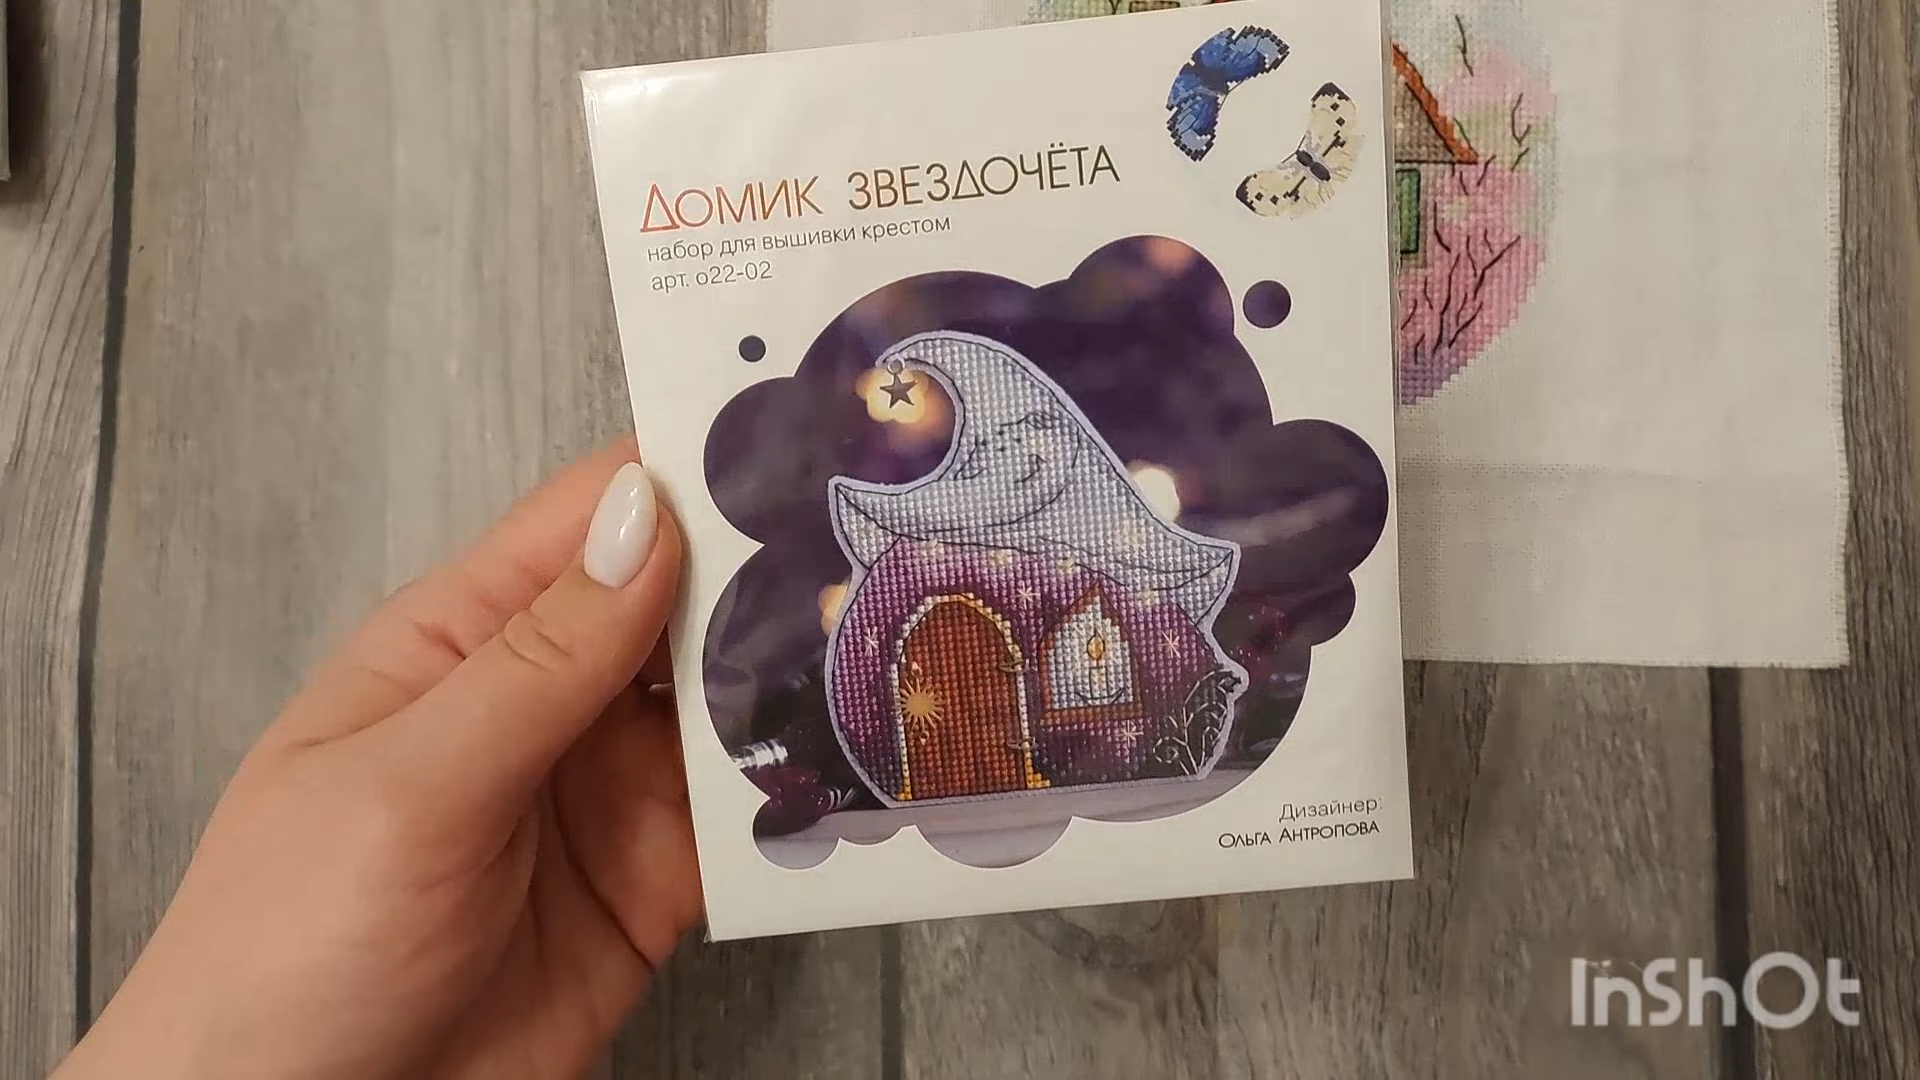 Домик звездочёта
набор для вышивки крестом
арт. о22-02
Дизайнер:
Ольга Антропова
InShOt